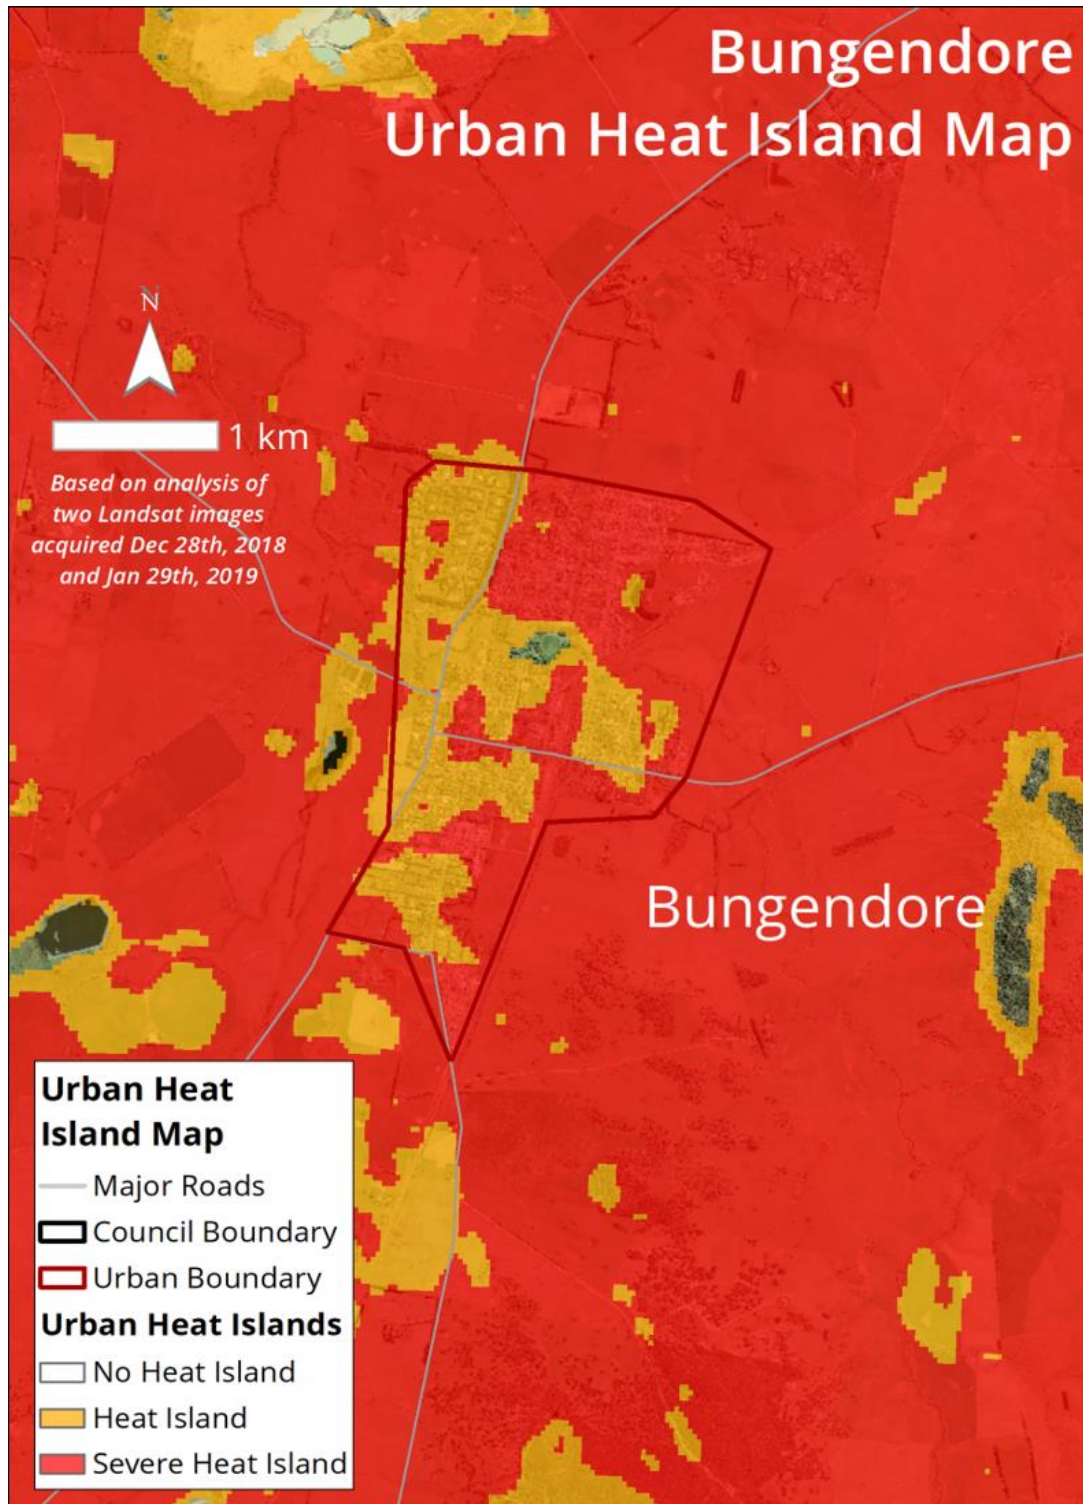 Bungendore
Urban Heat Island Map
N
1 km
Based on analysis of
two Landsat images
acquired Dec 28th, 2018
and Jan 29th, 2019
Bungendore
Urban Heat
Island Map
Major Roads
Council Boundary
Urban Boundary
Urban Heat Islands
No Heat Island
Heat Island
Severe Heat Island